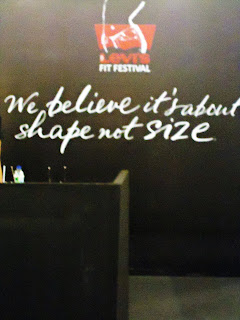 Levi's
FIT FESTIVAL
We believe it's about
shape not size